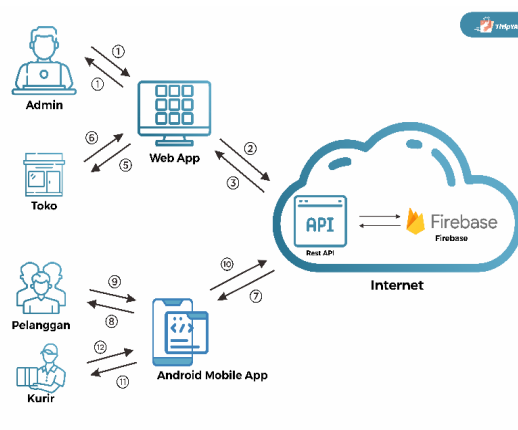 ①
①
Admin
⑥
⑤
Web App
②
③
Toko
API
Rest API
Firebase
Firebase
Internet
⑩
⑦
⑨
⑧
Pelanggan
</>
⑫
⑪
Android Mobile App
Kurir